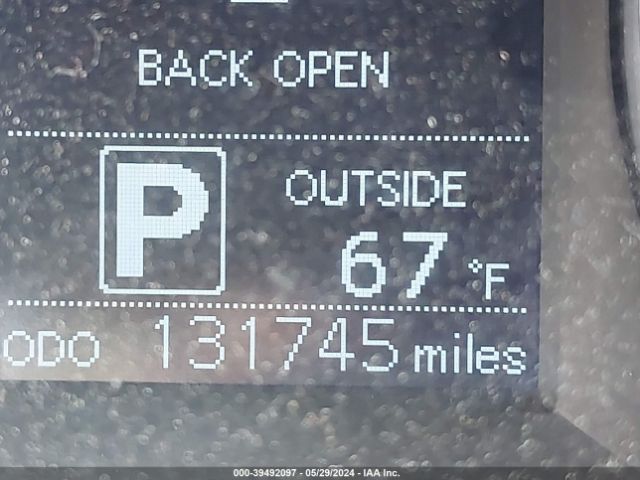 BACK OPEN
P
OUTSIDE
67 °F
ODO 131745 miles
000-39492097 - 05/29/2024 - IAA Inc.